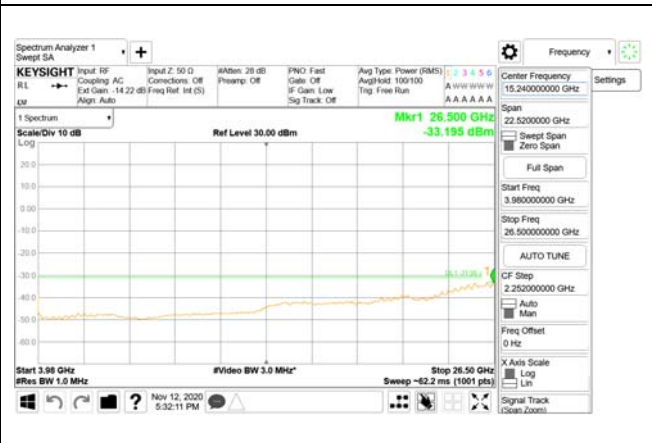 Spectrum Analyzer 1
Swept SA
Frequency
Settings
KEYSIGHT
R L
LXI
Input: RF
Coupling: AC
Ext Gain: -14.22 dB
Align: Auto
Input Z: 50 Ω
Corrections: Off
Freq Ref: Int (S)
#Atten: 28 dB
Preamp: Off
PNO: Fast
Gate: Off
IF Gain: Low
Sig Track: Off
Avg Type: Power (RMS)
Avg|Hold: 100/100
Trig: Free Run
1 2 3 4 5 6
A W W W W W
A A A A A A
1 Spectrum
Scale/Div 10 dB
Log
Ref Level 30.00 dBm
Mkr1 26.500 GHz
-33.195 dBm
20.0
10.0
0.00
-10.0
-20.0
-30.0
-40.0
-50.0
-60.0
1
Start 3.98 GHz
#Res BW 1.0 MHz
#Video BW 3.0 MHz*
Stop 26.50 GHz
Sweep ~62.2 ms (1001 pts)
Center Frequency
15.240000000 GHz
Span
22.5200000 GHz
Swept Span
Zero Span
Full Span
Start Freq
3.980000000 GHz
Stop Freq
26.500000000 GHz
AUTO TUNE
CF Step
2.252000000 GHz
Auto
Man
Freq Offset
0 Hz
X Axis Scale
Log
Lin
Signal Track
(Span Zoom)
?
Nov 12, 2020
5:32:11 PM